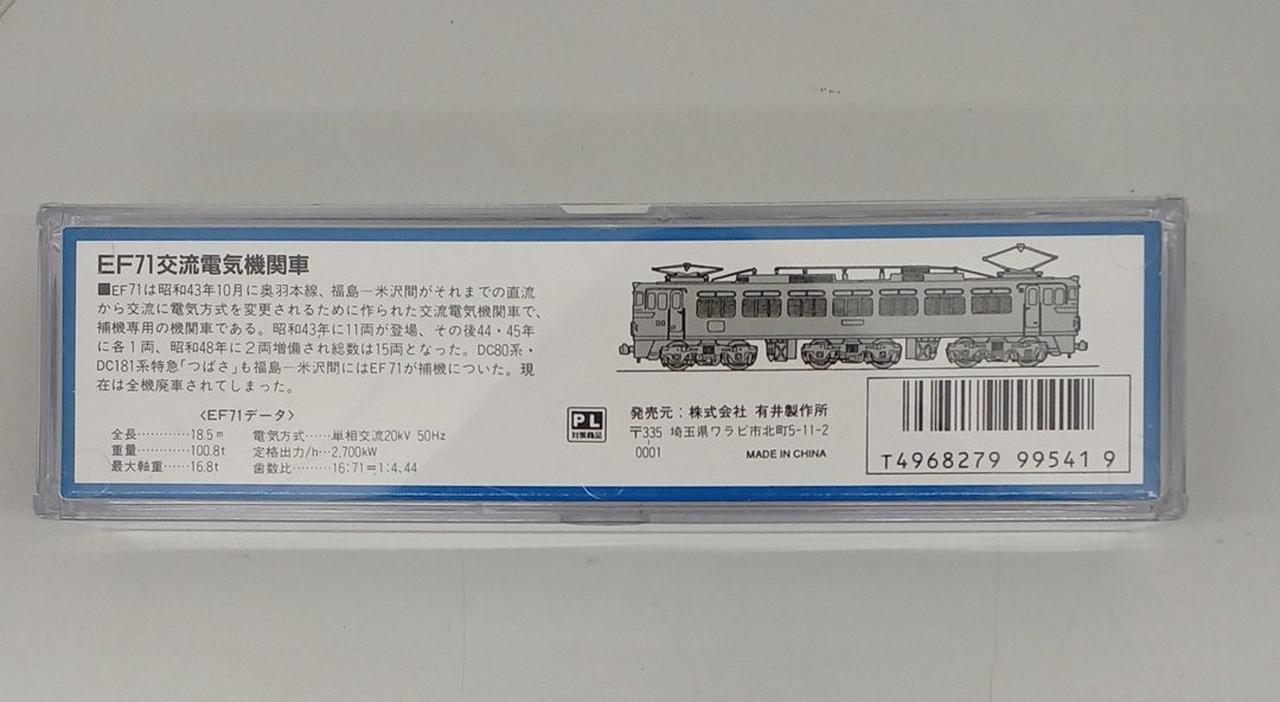 EF71交流電気機関車
■EF71は昭和43年10月に奥羽本線、福島—米沢間がそれまでの直流
から交流に電気方式を変更されるために作られた交流電気機関車で、
補機専用の機関車である。昭和43年に11両が登場、その後44・45年
に各1両、昭和48年に2両増備され総数は15両となった。DC80系・
DC181系特急「つばさ」も福島—米沢間にはEF71が補機についた。現
在は全機廃車されてしまった。
〈EF71データ〉
全長…………18.5m 電気方式……単相交流20kV 50Hz
重量…………100.8t 定格出力/h…2,700kW
最大軸重……16.8t 歯数比………16:71=1:4.44
PL
対策商品
発売元：株式会社 有井製作所
〒335 埼玉県ワラビ市北町5-11-2
0001
MADE IN CHINA
T4968279 99541 9